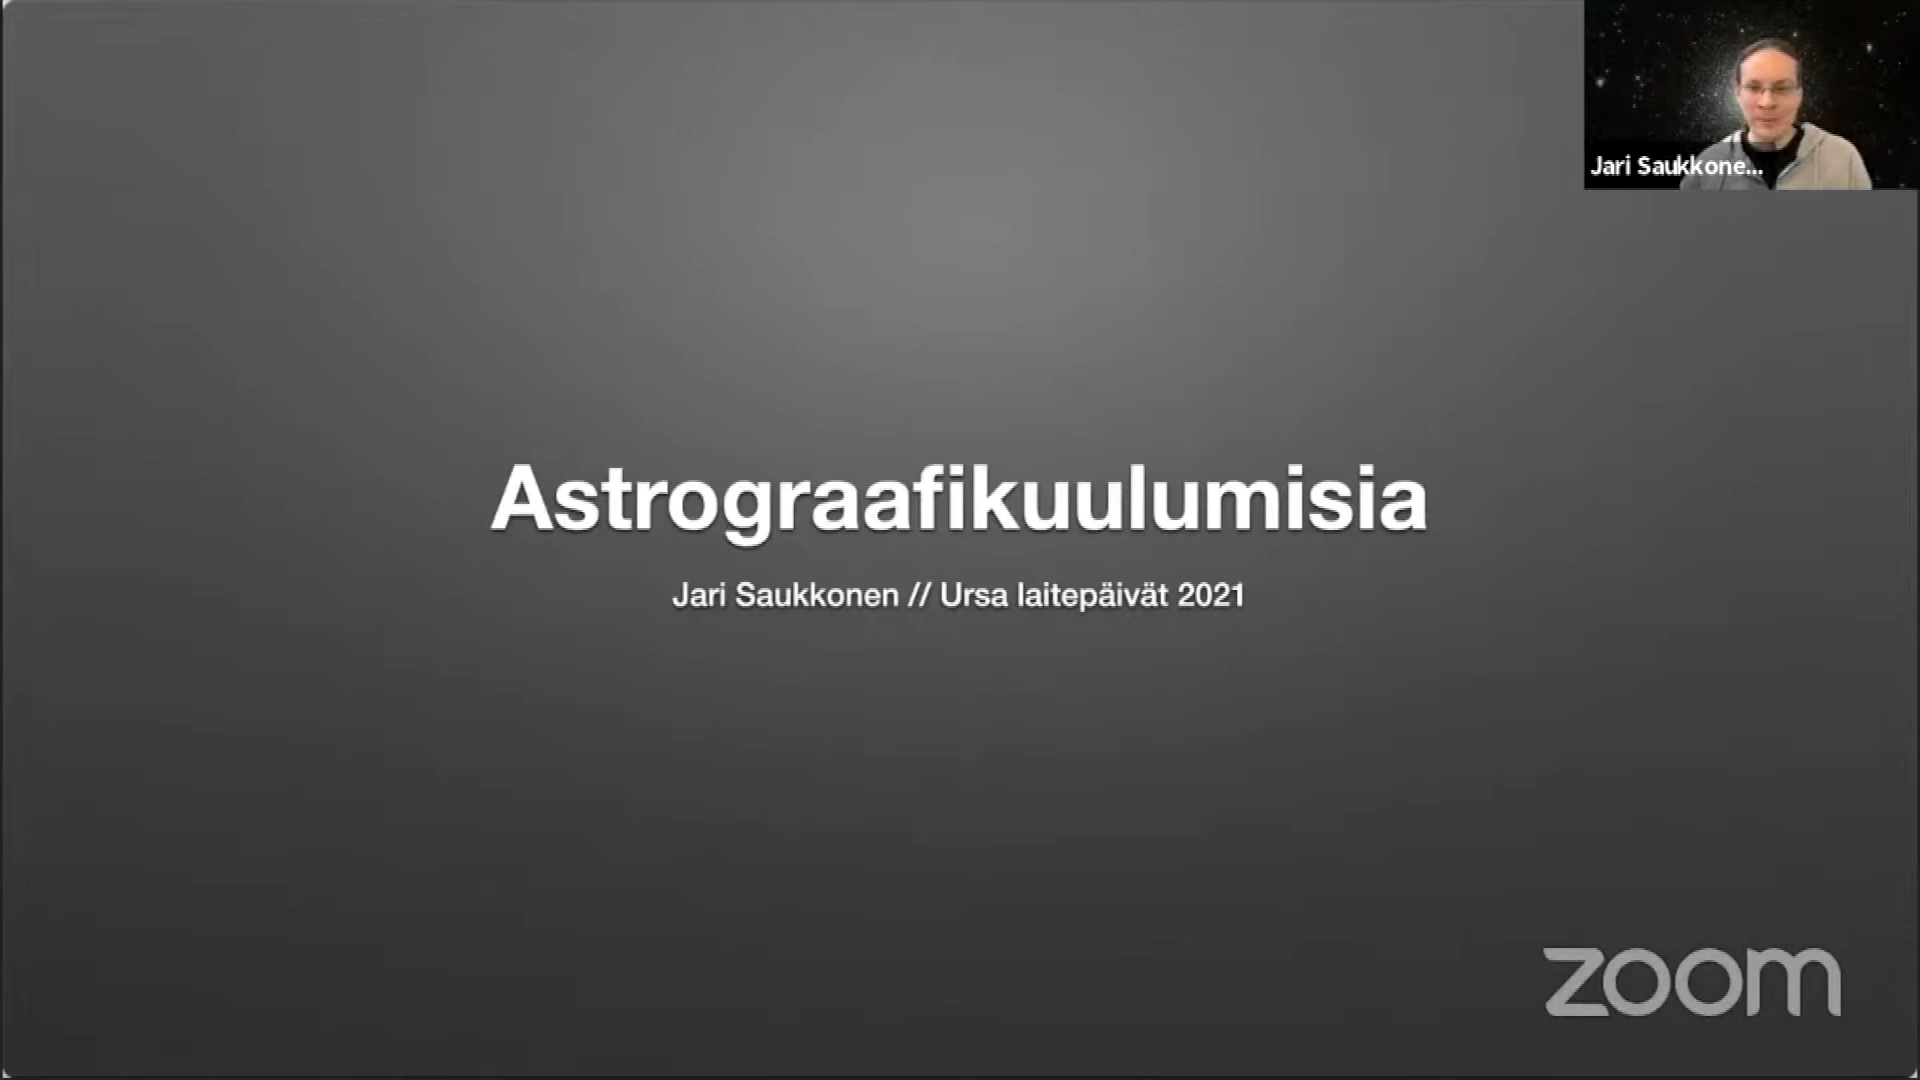 Jari Saukkone...
Astrograafikuulumisia
Jari Saukkonen // Ursa laitepäivät 2021
zoom